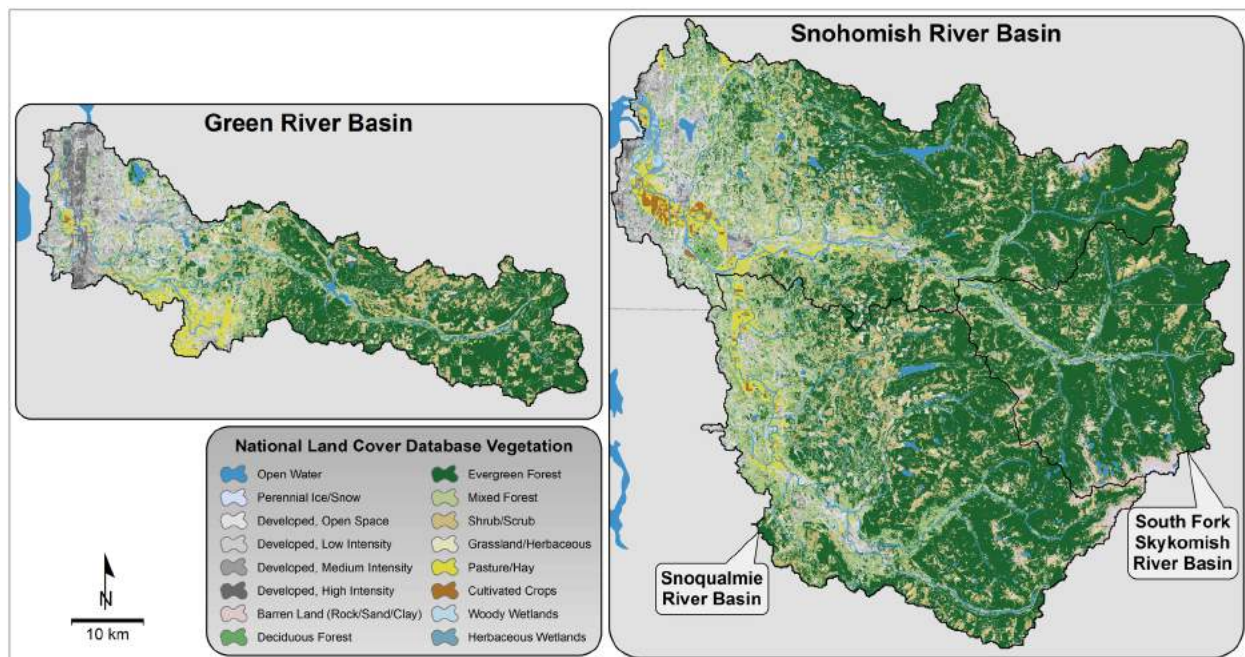 Green River Basin
Snohomish River Basin
National Land Cover Database Vegetation
Open Water
Perennial Ice/Snow
Developed, Open Space
Developed, Low Intensity
Developed, Medium Intensity
Developed, High Intensity
Barren Land (Rock/Sand/Clay)
Deciduous Forest
Evergreen Forest
Mixed Forest
Shrub/Scrub
Grassland/Herbaceous
Pasture/Hay
Cultivated Crops
Woody Wetlands
Herbaceous Wetlands
N
10 km
Snoqualmie
River Basin
South Fork
Skykomish
River Basin